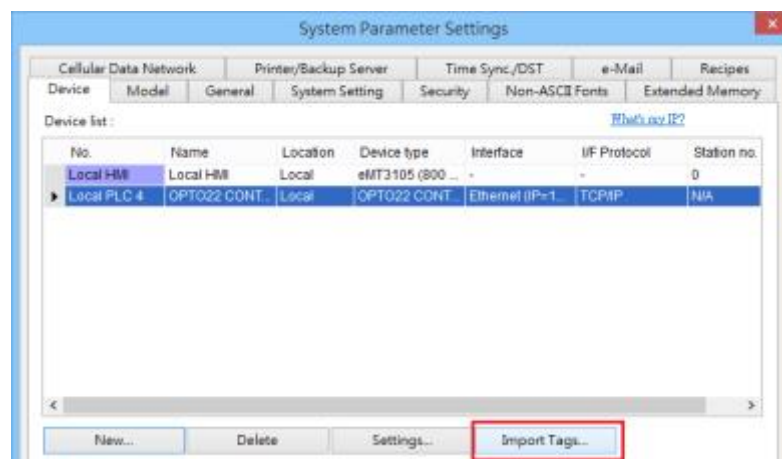 System Parameter Settings
Cellular Data Network Printer/Backup Server Time Sync./DST e-Mail Recipes
Device Model General System Setting Security Non-ASCII Fonts Extended Memory
Device list : What's my IP?
No. Name Location Device type Interface I/F Protocol Station no.
Local HMI Local HMI Local eMT3105 (800 ... - - 0
Local PLC 4 OPTO22 CONT... Local OPTO22 CONT... Ethernet (IP=1... TCP/IP N/A
New... Delete Settings... Import Tags...